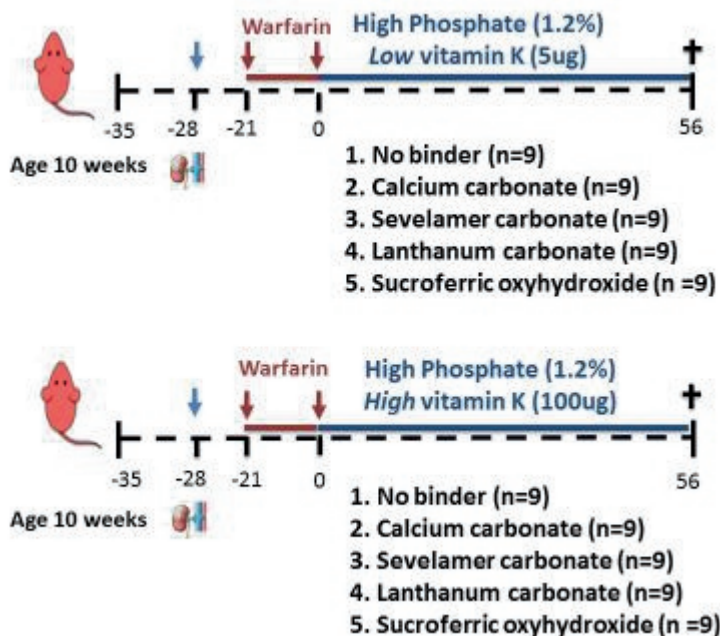 Warfarin High Phosphate (1.2%)
Low vitamin K (5ug)
-35 -28 -21 0 56
Age 10 weeks
1. No binder (n=9)
2. Calcium carbonate (n=9)
3. Sevelamer carbonate (n=9)
4. Lanthanum carbonate (n=9)
5. Sucroferric oxyhydroxide (n =9)
Warfarin High Phosphate (1.2%)
High vitamin K (100ug)
-35 -28 -21 0 56
Age 10 weeks
1. No binder (n=9)
2. Calcium carbonate (n=9)
3. Sevelamer carbonate (n=9)
4. Lanthanum carbonate (n=9)
5. Sucroferric oxyhydroxide (n =9)